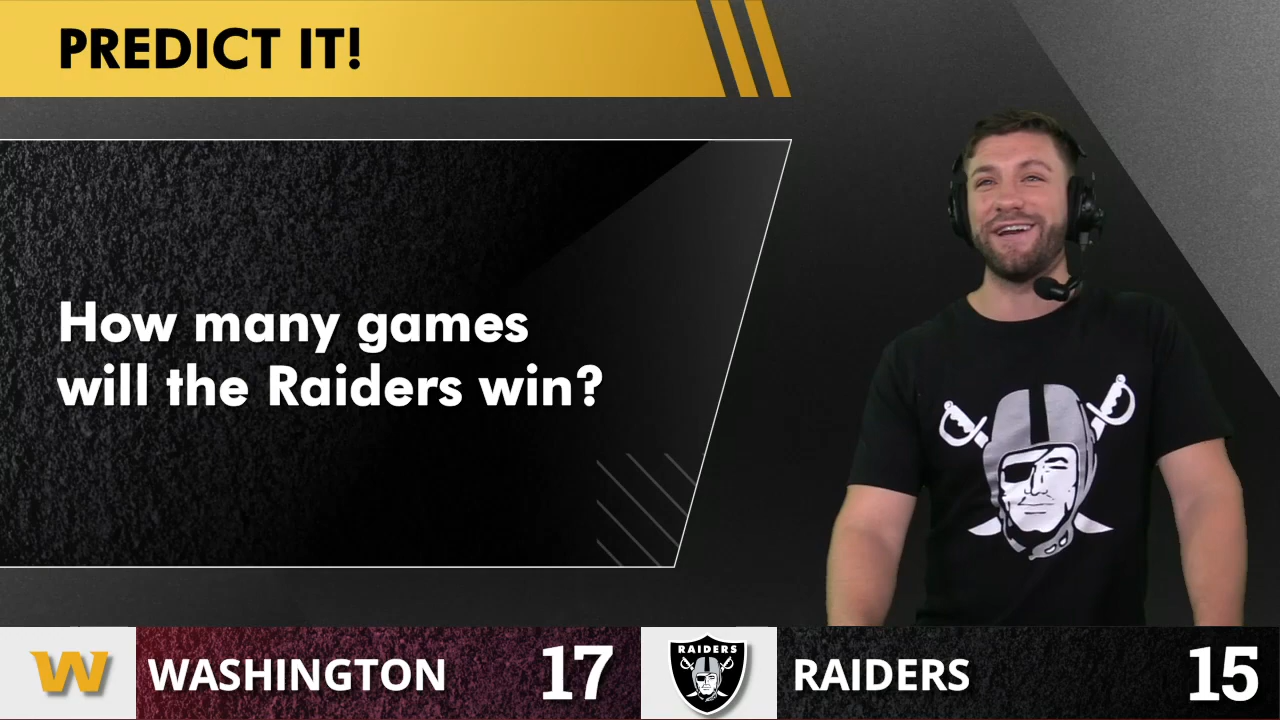 PREDICT IT!
How many games
will the Raiders win?
W WASHINGTON 17 RAIDERS RAIDERS 15